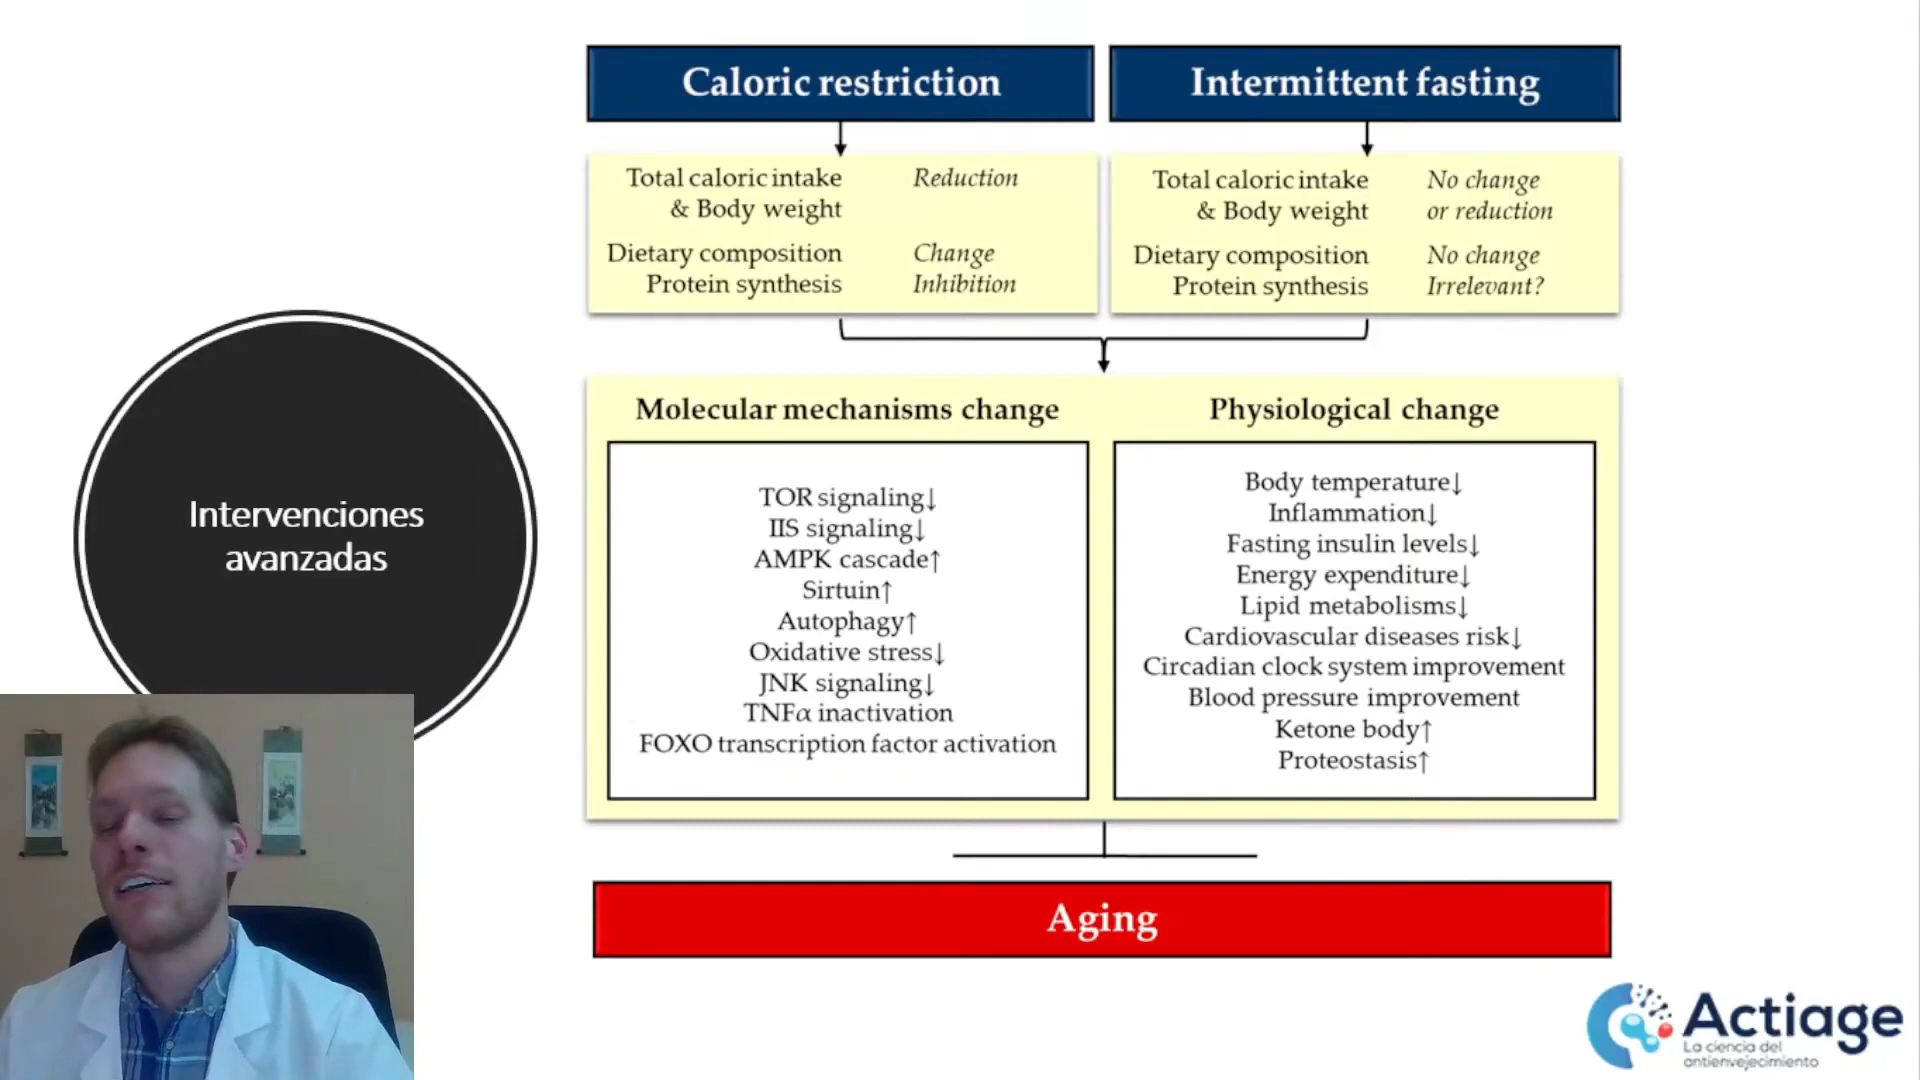 Caloric restriction
Intermittent fasting
Total caloric intake
& Body weight
Reduction
Dietary composition
Change
Protein synthesis
Inhibition
Total caloric intake
& Body weight
No change
or reduction
Dietary composition
No change
Protein synthesis
Irrelevant?
Intervenciones
avanzadas
Molecular mechanisms change
TOR signaling↓
IIS signaling↓
AMPK cascade↑
Sirtuin↑
Autophagy↑
Oxidative stress↓
JNK signaling↓
TNFα inactivation
FOXO transcription factor activation
Physiological change
Body temperature↓
Inflammation↓
Fasting insulin levels↓
Energy expenditure↓
Lipid metabolisms↓
Cardiovascular diseases risk↓
Circadian clock system improvement
Blood pressure improvement
Ketone body↑
Proteostasis↑
Aging
Actiage
La ciencia del
antienvejecimiento